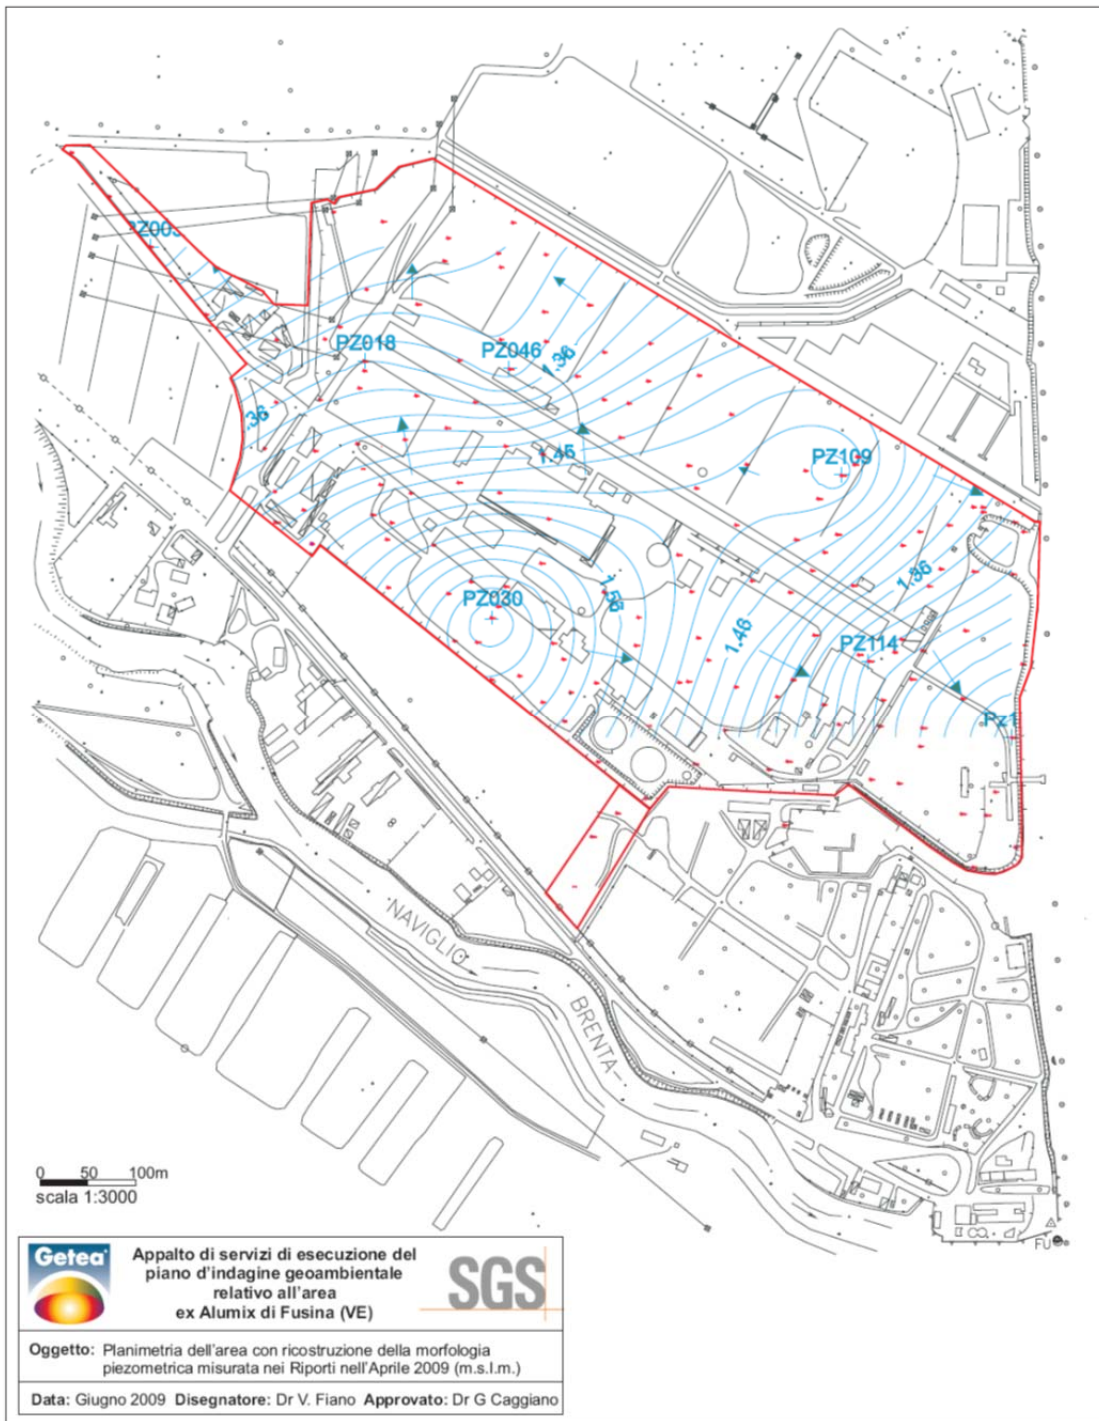 PZ003
PZ018
PZ046
1.36
.36
1.45
PZ109
1.36
PZ030
1.55
1.46
PZ114
Pz1
NAVIGLIO
BRENTA
FU
0 50 100m
scala 1:3000
Getea
Appalto di servizi di esecuzione del
piano d'indagine geoambientale
relativo all'area
ex Alumix di Fusina (VE)
SGS
Oggetto: Planimetria dell'area con ricostruzione della morfologia
piezometrica misurata nei Riporti nell'Aprile 2009 (m.s.l.m.)
Data: Giugno 2009 Disegnatore: Dr V. Fiano Approvato: Dr G Caggiano